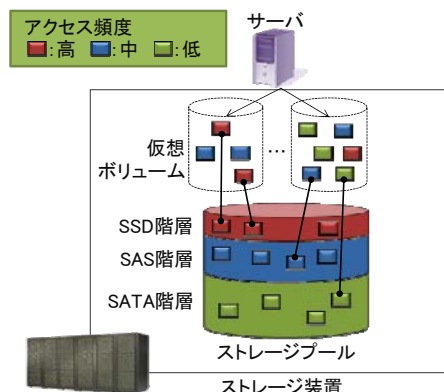 アクセス頻度
:高 :中 :低
サーバ
仮想
ボリューム
…
SSD階層
SAS階層
SATA階層
ストレージプール
ストレージ装置